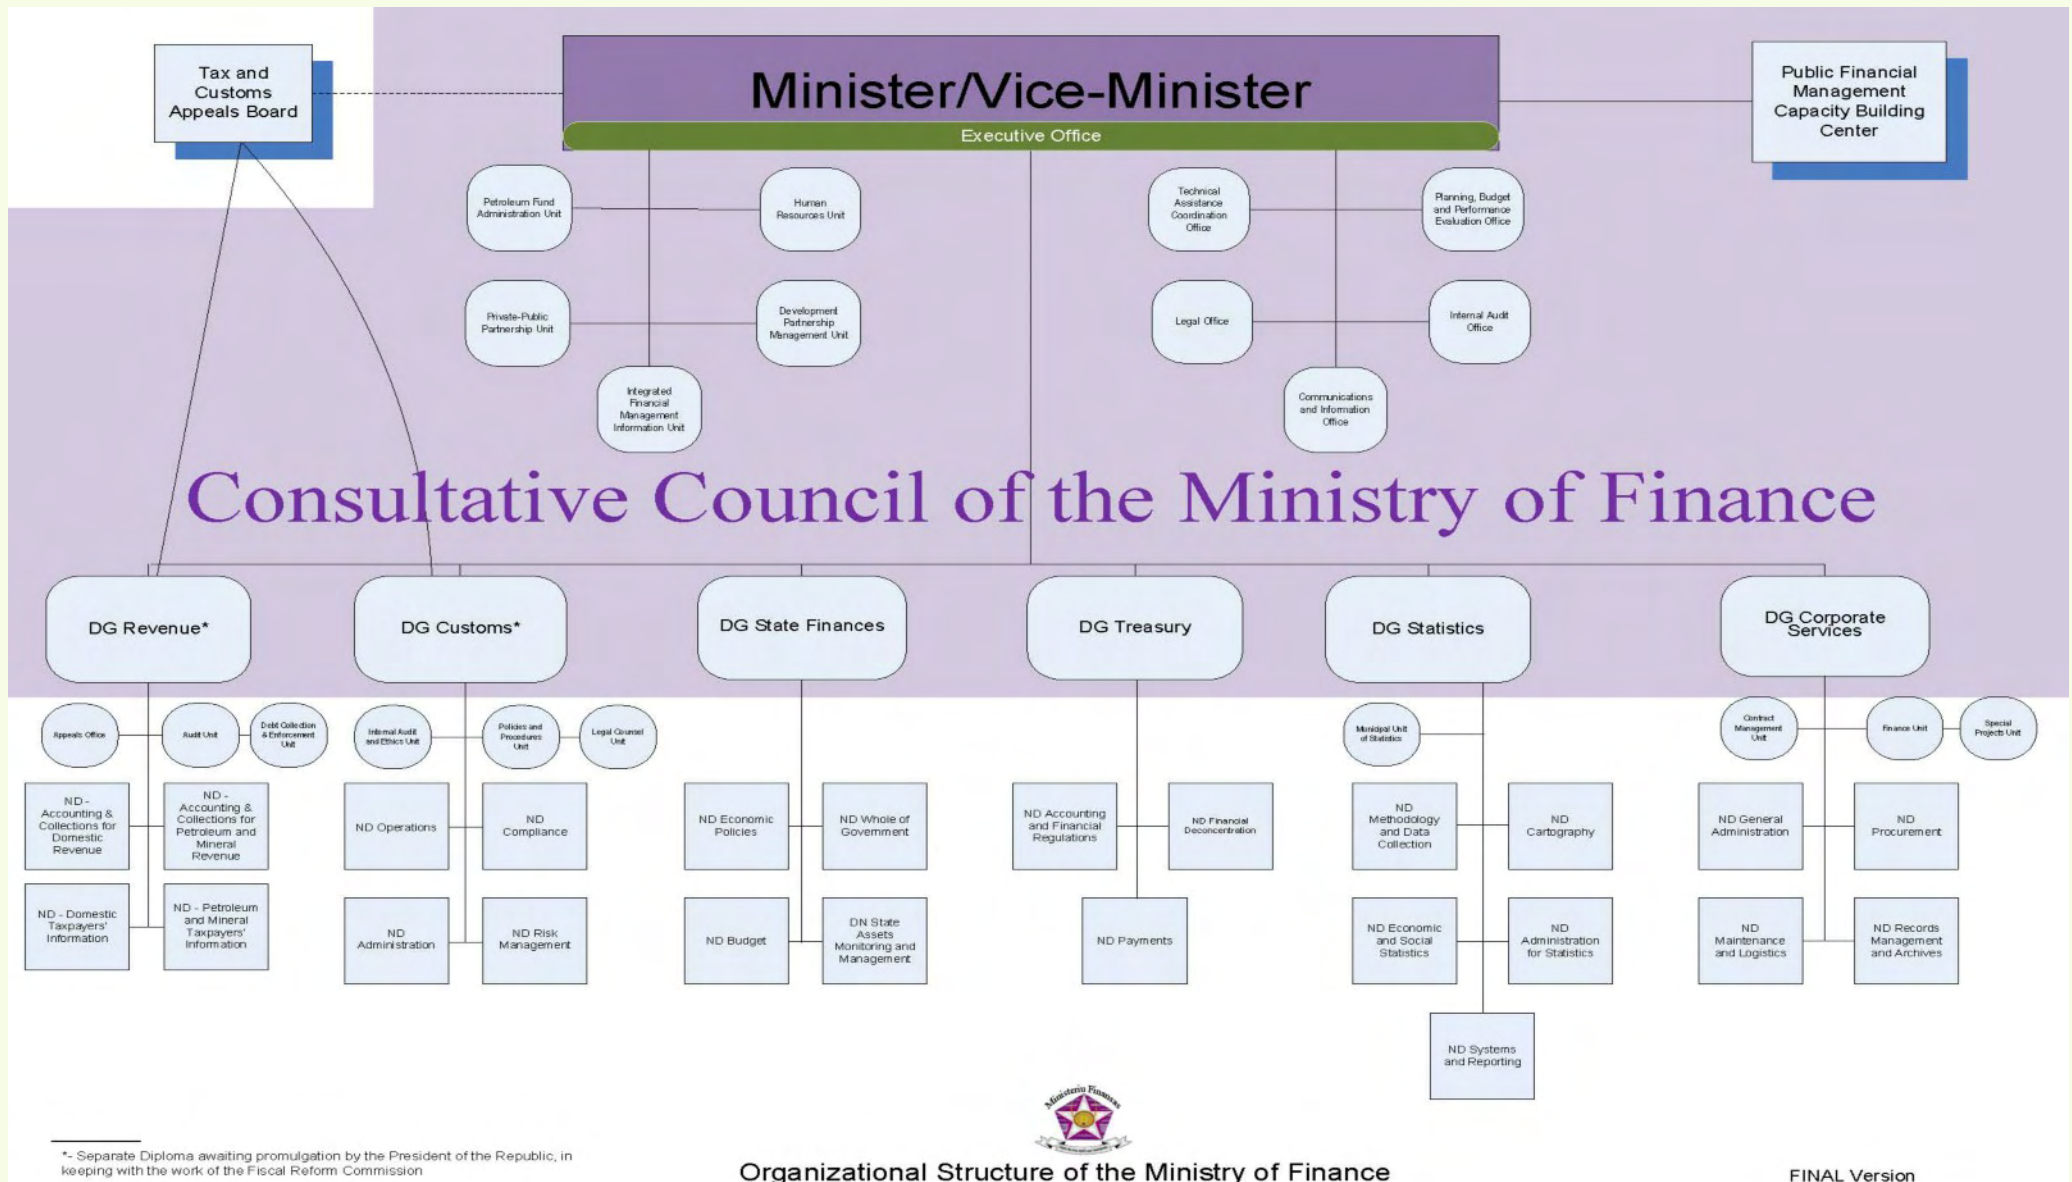 Tax and
Customs
Appeals Board
Minister/Vice-Minister
Executive Office
Public Financial
Management
Capacity Building
Center
Petroleum Fund
Administration Unit
Human
Resources Unit
Technical
Assistance
Coordination
Office
Planning, Budget
and Performance
Evaluation Office
Private-Public
Partnership Unit
Development
Partnership
Management Unit
Legal Office
Internal Audit
Office
Integrated
Financial
Management
Information Unit
Communications
and Information
Office
Consultative Council of the Ministry of Finance
DG Revenue*
DG Customs*
DG State Finances
DG Treasury
DG Statistics
DG Corporate
Services
Appeals Office
Audit Unit
Debt Collection
& Enforcement
Unit
Internal Audit
and Ethics Unit
Policies and
Procedures
Unit
Legal Counsel
Unit
Municipal Unit
of Statistics
Contract
Management
Unit
Finance Unit
Special
Projects Unit
ND -
Accounting &
Collections for
Domestic
Revenue
ND -
Accounting &
Collections for
Petroleum and
Mineral
Revenue
ND Operations
ND
Compliance
ND Economic
Policies
ND Whole of
Government
ND Accounting
and Financial
Regulations
ND Financial
Deconcentration
ND
Methodology
and Data
Collection
ND
Cartography
ND General
Administration
ND
Procurement
ND - Domestic
Taxpayers'
Information
ND - Petroleum
and Mineral
Taxpayers'
Information
ND
Administration
ND Risk
Management
ND Budget
DN State
Assets
Monitoring and
Management
ND Payments
ND Economic
and Social
Statistics
ND
Administration
for Statistics
ND
Maintenance
and Logistics
ND Records
Management
and Archives
ND Systems
and Reporting
Ministerio Finansas
*- Separate Diploma awaiting promulgation by the President of the Republic, in
keeping with the work of the Fiscal Reform Commission
Organizational Structure of the Ministry of Finance
FINAL Version